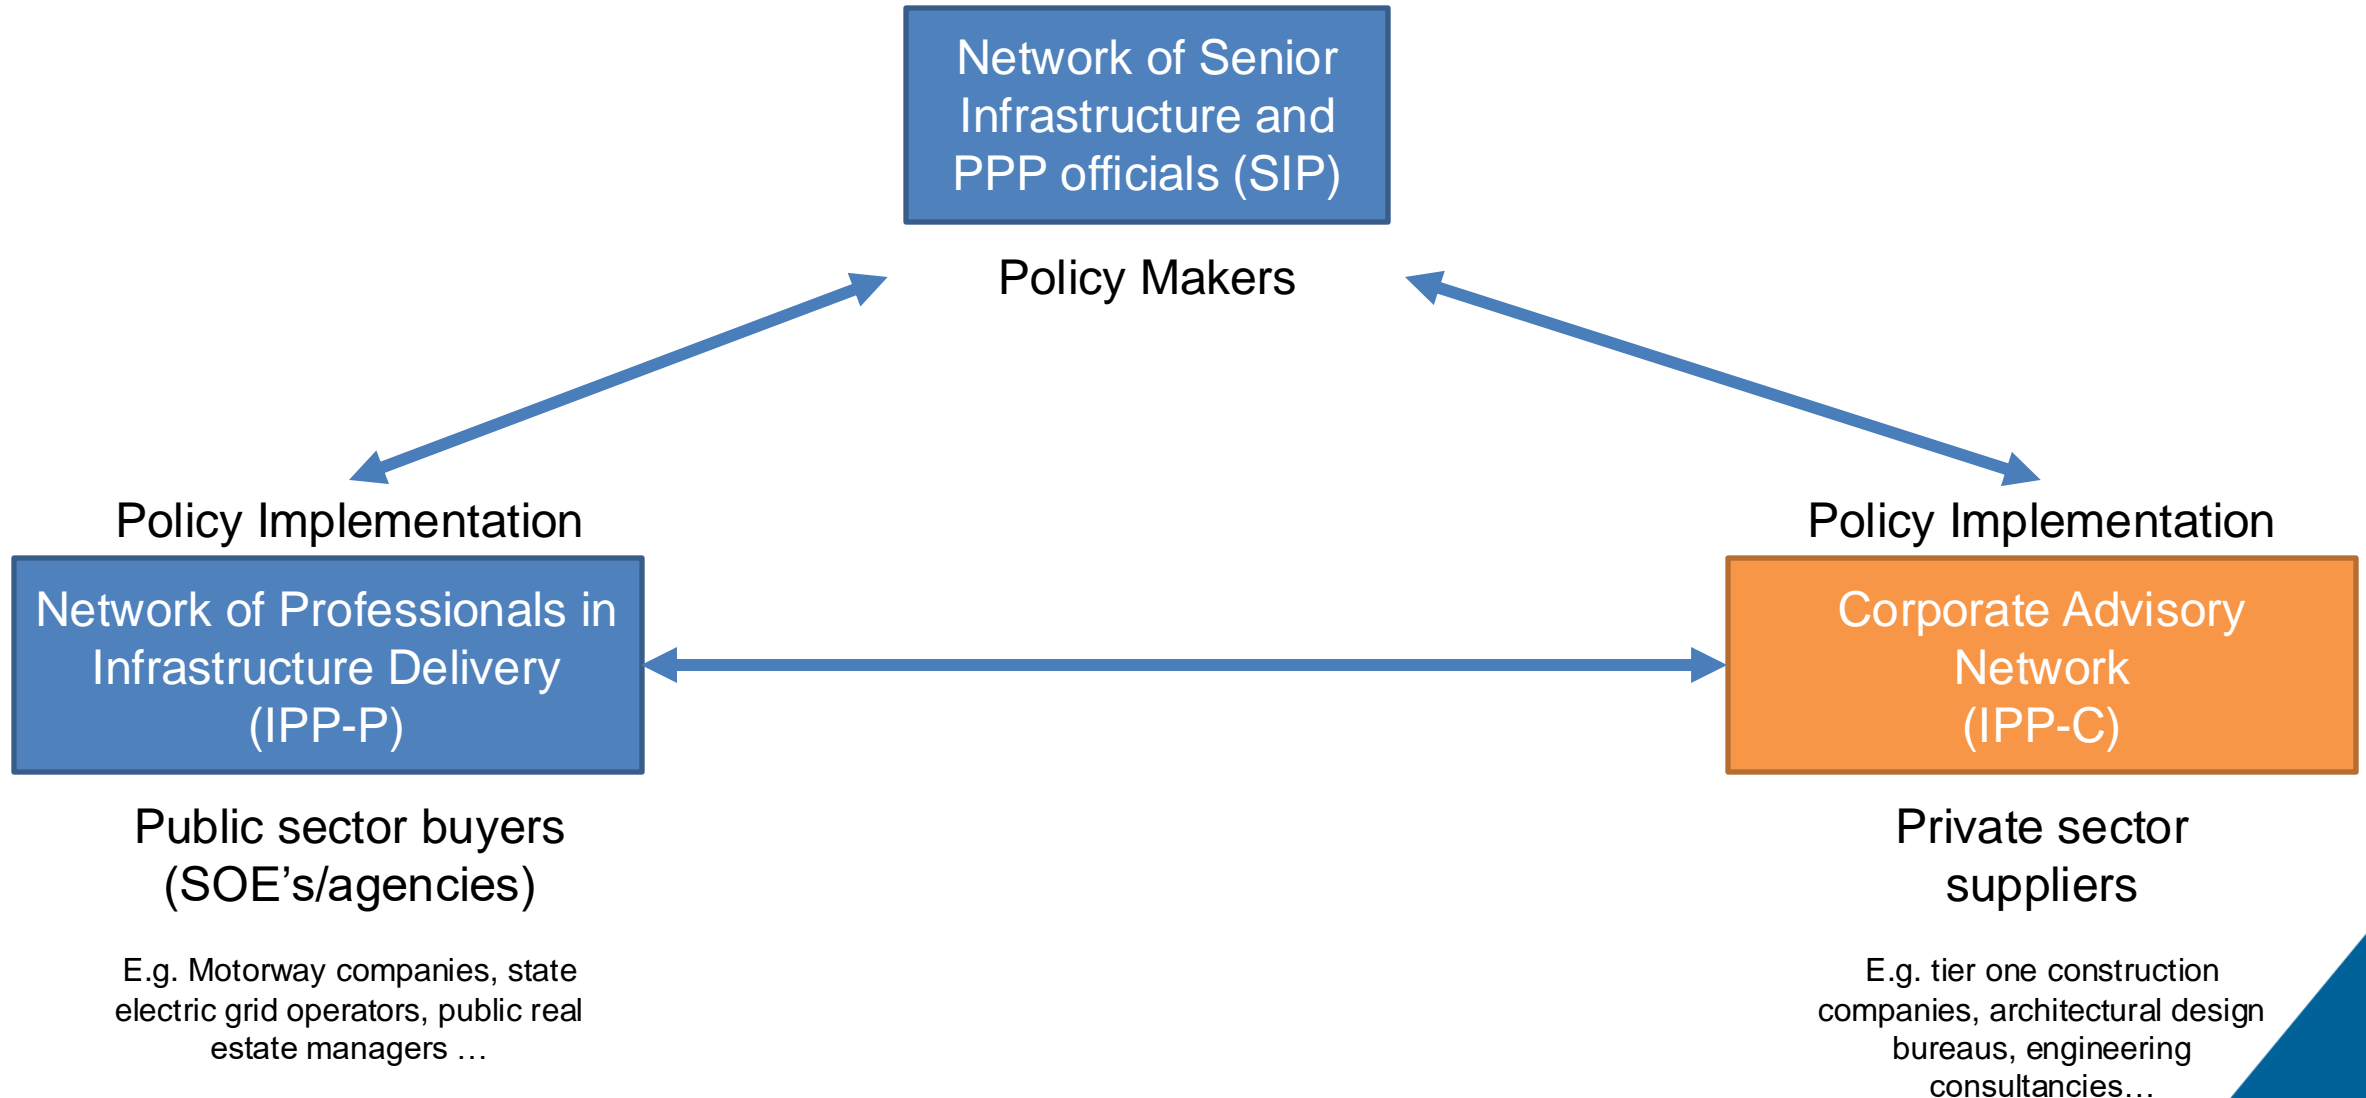 Network of Senior
Infrastructure and
PPP officials (SIP)
Policy Makers
Policy Implementation
Network of Professionals in
Infrastructure Delivery
(IPP-P)
Public sector buyers
(SOE’s/agencies)
E.g. Motorway companies, state
electric grid operators, public real
estate managers …
Policy Implementation
Corporate Advisory
Network
(IPP-C)
Private sector
suppliers
E.g. tier one construction
companies, architectural design
bureaus, engineering
consultancies…